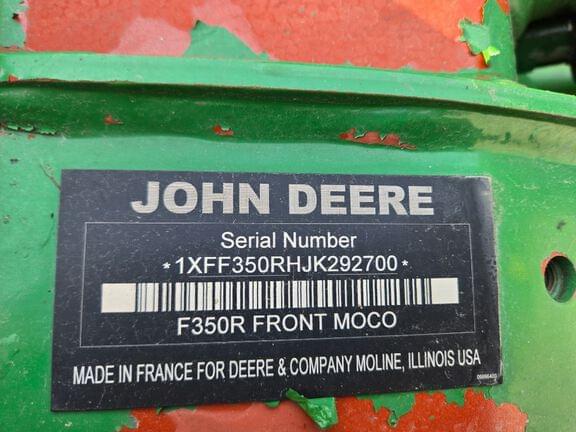 JOHN DEERE
Serial Number
*1XFF350RHJK292700*
F350R FRONT MOCO
MADE IN FRANCE FOR DEERE & COMPANY MOLINE, ILLINOIS USA